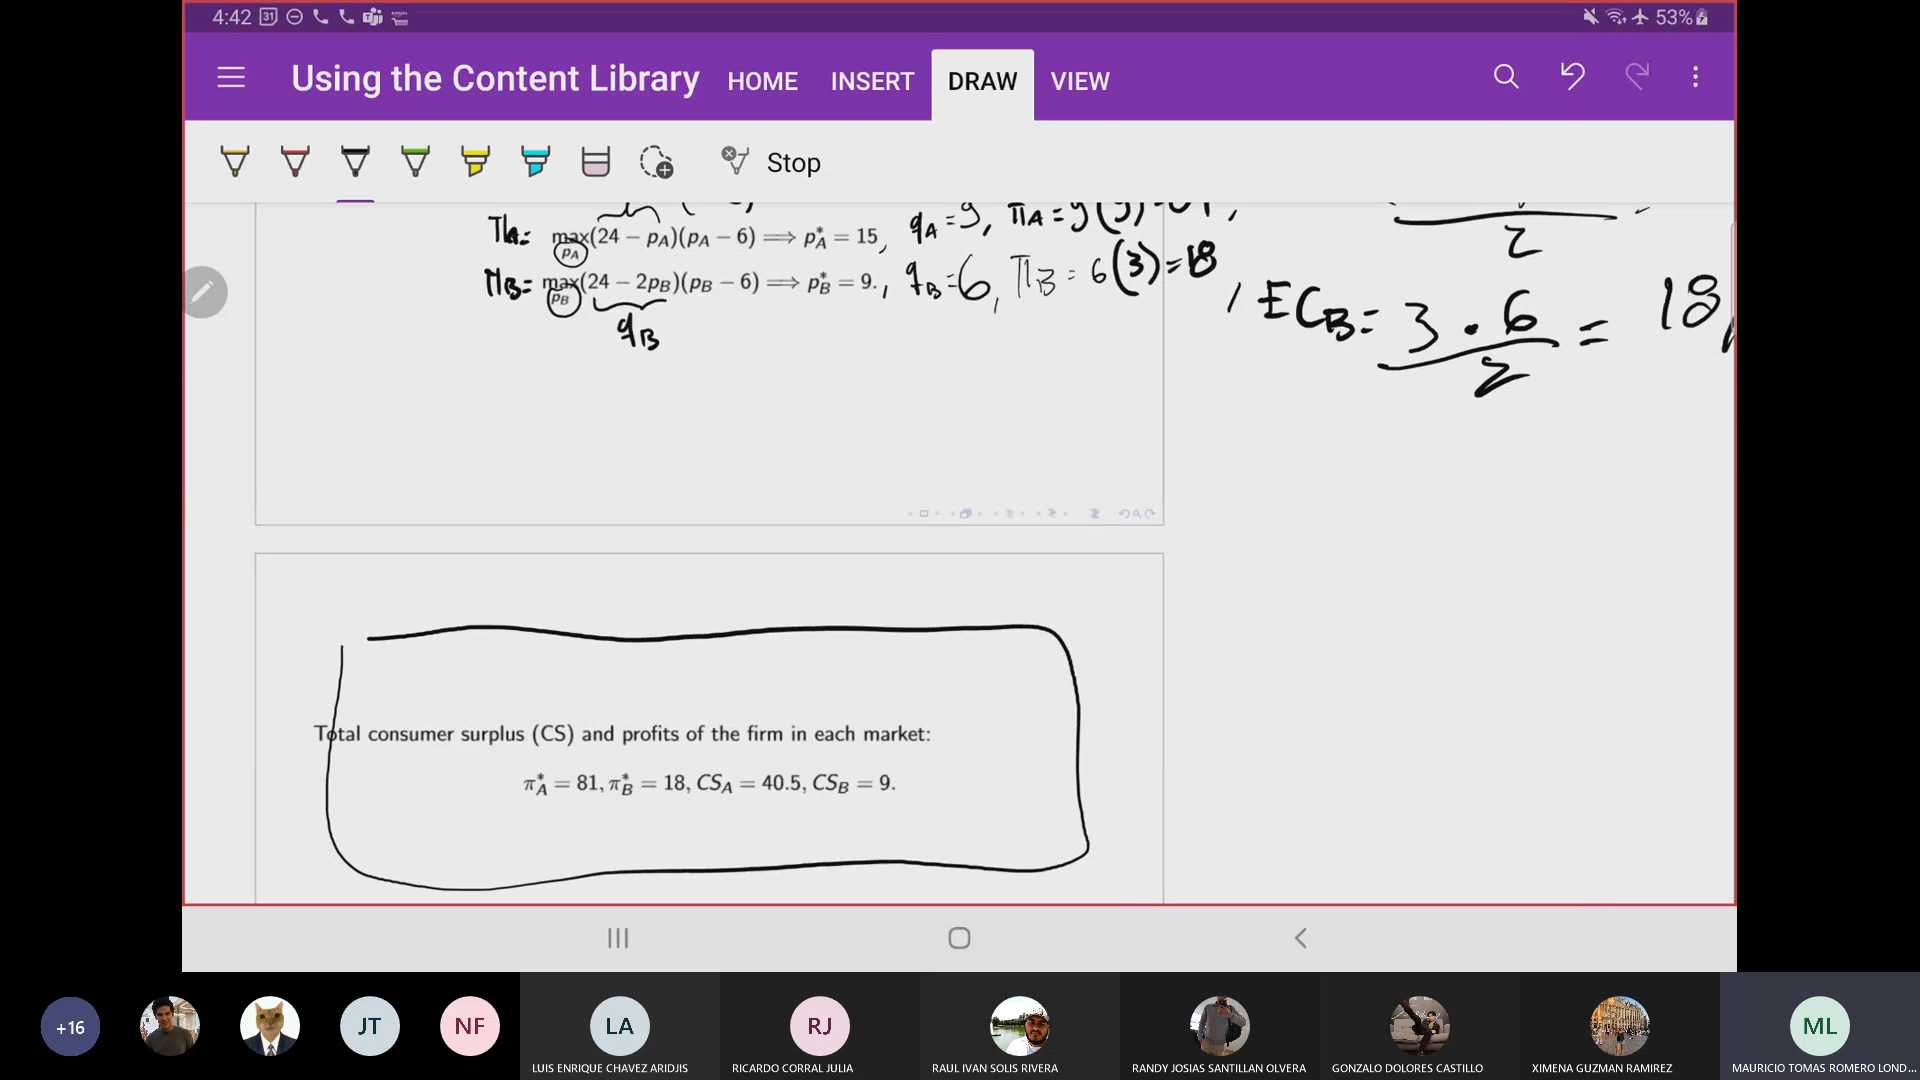 4:42 31 53%
Using the Content Library HOME INSERT DRAW VIEW
Stop
ΠA= max(24 − pA)(pA − 6) ⟹ p*A = 15, qA = 9, ΠA = 9(9) =
pA
2
ΠB= max(24 − 2pB)(pB − 6) ⟹ p*B = 9., qB = 6, ΠB = 6(3) = 18
pB
qB
, ECB = 3 · 6 = 18
2
Total consumer surplus (CS) and profits of the firm in each market:
π*A = 81, π*B = 18, CSA = 40.5, CSB = 9.
+16 JT NF LA RJ ML
LUIS ENRIQUE CHAVEZ ARIDJIS RICARDO CORRAL JULIA RAUL IVAN SOLIS RIVERA RANDY JOSIAS SANTILLAN OLVERA GONZALO DOLORES CASTILLO XIMENA GUZMAN RAMIREZ MAURICIO TOMAS ROMERO LOND...